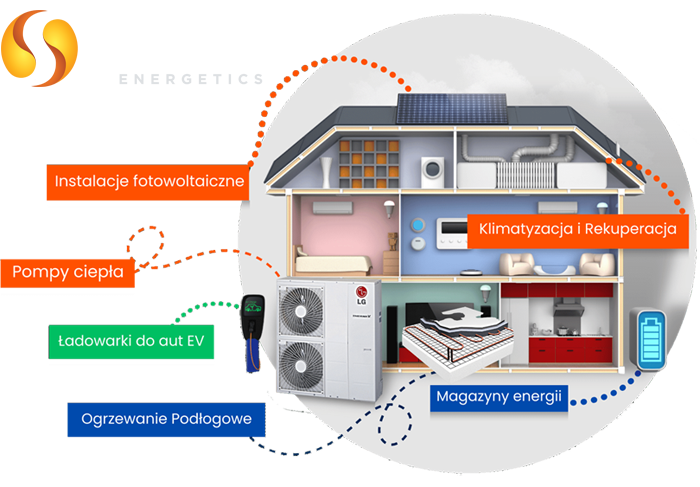 ENERGETICS
Instalacje fotowoltaiczne
Klimatyzacja i Rekuperacja
Pompy ciepła
LG
Ładowarki do aut EV
Magazyny energii
Ogrzewanie Podłogowe